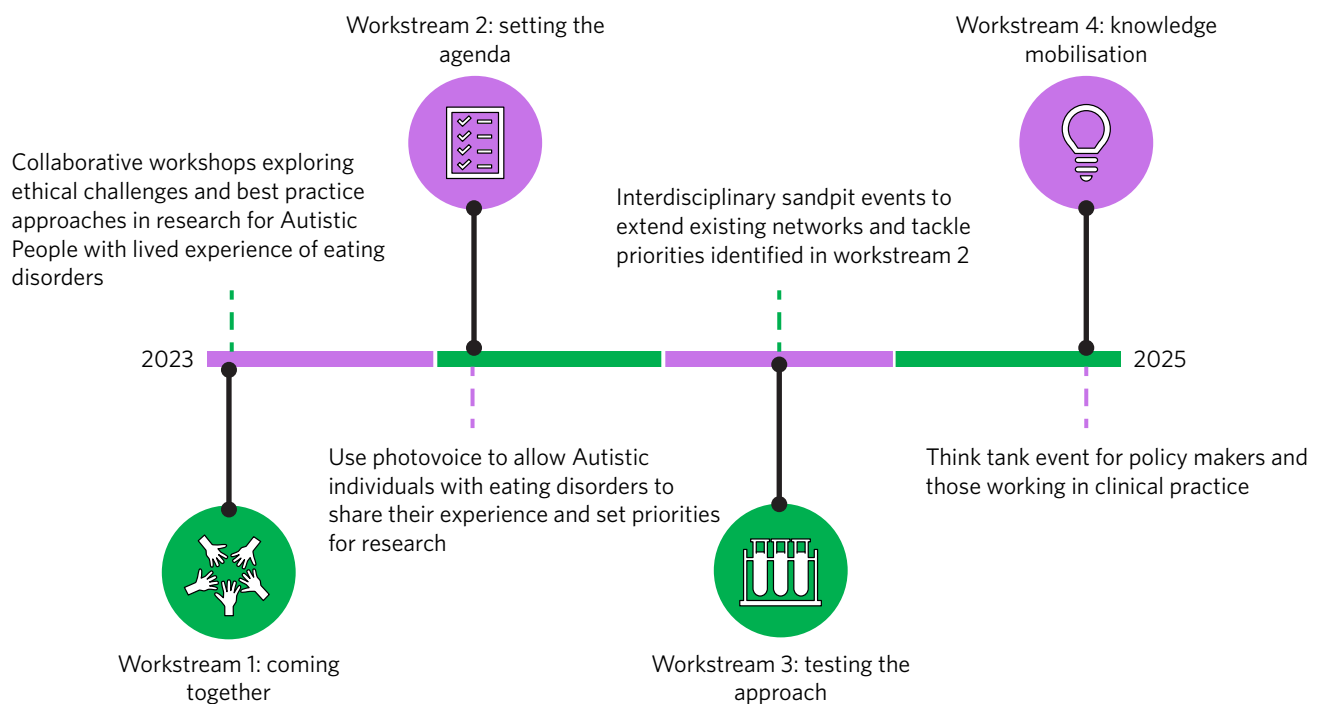 Workstream 2: setting the
agenda
Workstream 4: knowledge
mobilisation
Collaborative workshops exploring
ethical challenges and best practice
approaches in research for Autistic
People with lived experience of eating
disorders
Interdisciplinary sandpit events to
extend existing networks and tackle
priorities identified in workstream 2
2023
2025
Use photovoice to allow Autistic
individuals with eating disorders to
share their experience and set priorities
for research
Think tank event for policy makers and
those working in clinical practice
Workstream 1: coming
together
Workstream 3: testing the
approach